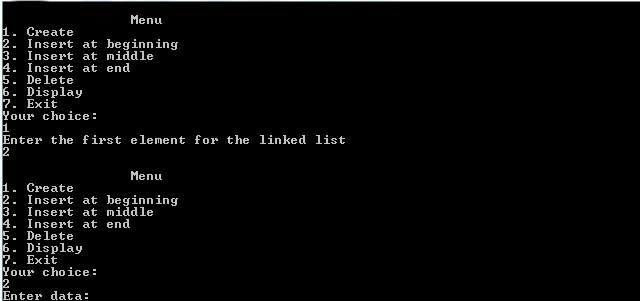 Menu
1. Create
2. Insert at beginning
3. Insert at middle
4. Insert at end
5. Delete
6. Display
7. Exit
Your choice:
1
Enter the first element for the linked list
2
Menu
1. Create
2. Insert at beginning
3. Insert at middle
4. Insert at end
5. Delete
6. Display
7. Exit
Your choice:
2
Enter data: